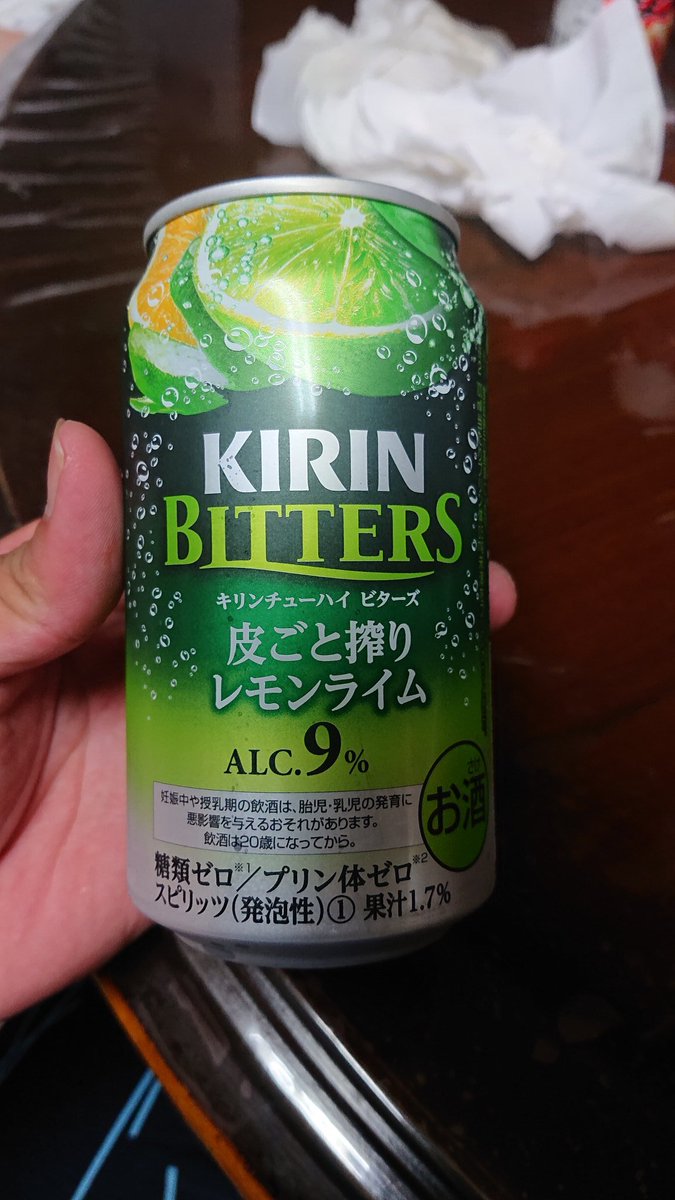 KIRIN
BITTERS
キリンチューハイ ビターズ
皮ごと搾り
レモンライム
ALC.9%
妊娠中や授乳期の飲酒は、胎児・乳児の発育に
悪影響を与えるおそれがあります。
飲酒は20歳になってから。
さけ
お酒
糖類ゼロ※1/プリン体ゼロ※2
スピリッツ(発泡性)① 果汁1.7%